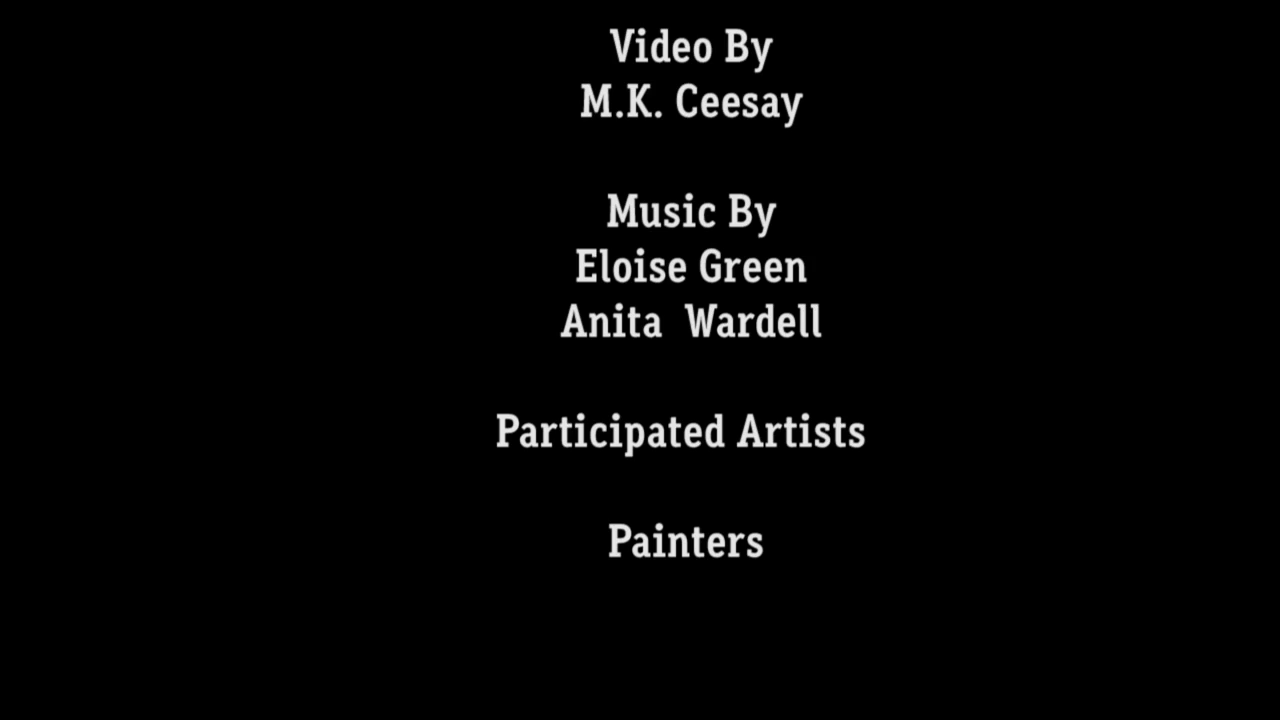 Video By
M.K. Ceesay
Music By
Eloise Green
Anita  Wardell
Participated Artists
Painters